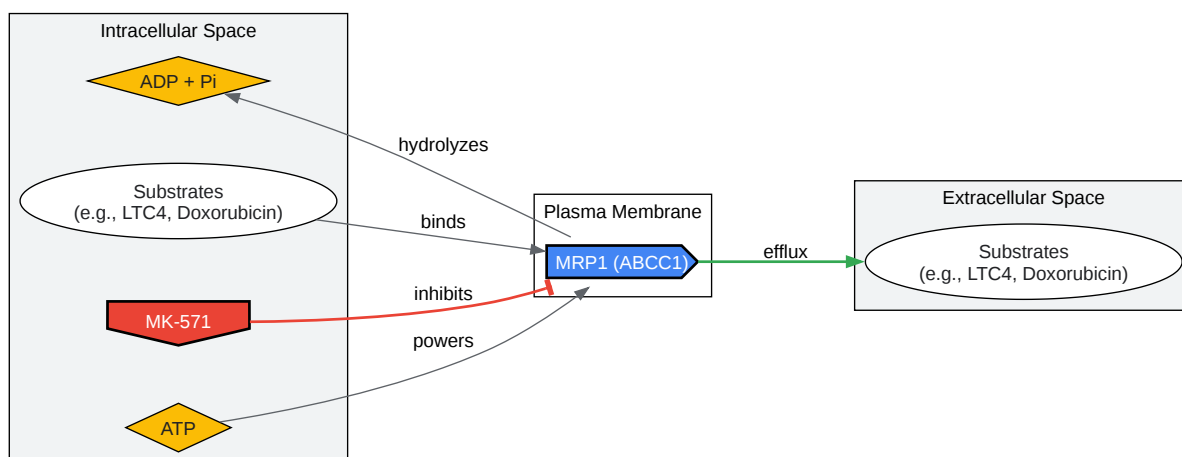 Intracellular Space
ADP + Pi
hydrolyzes
Substrates
(e.g., LTC4, Doxorubicin)
binds
Plasma Membrane
MRP1 (ABCC1)
efflux
Extracellular Space
Substrates
(e.g., LTC4, Doxorubicin)
inhibits
MK-571
powers
ATP